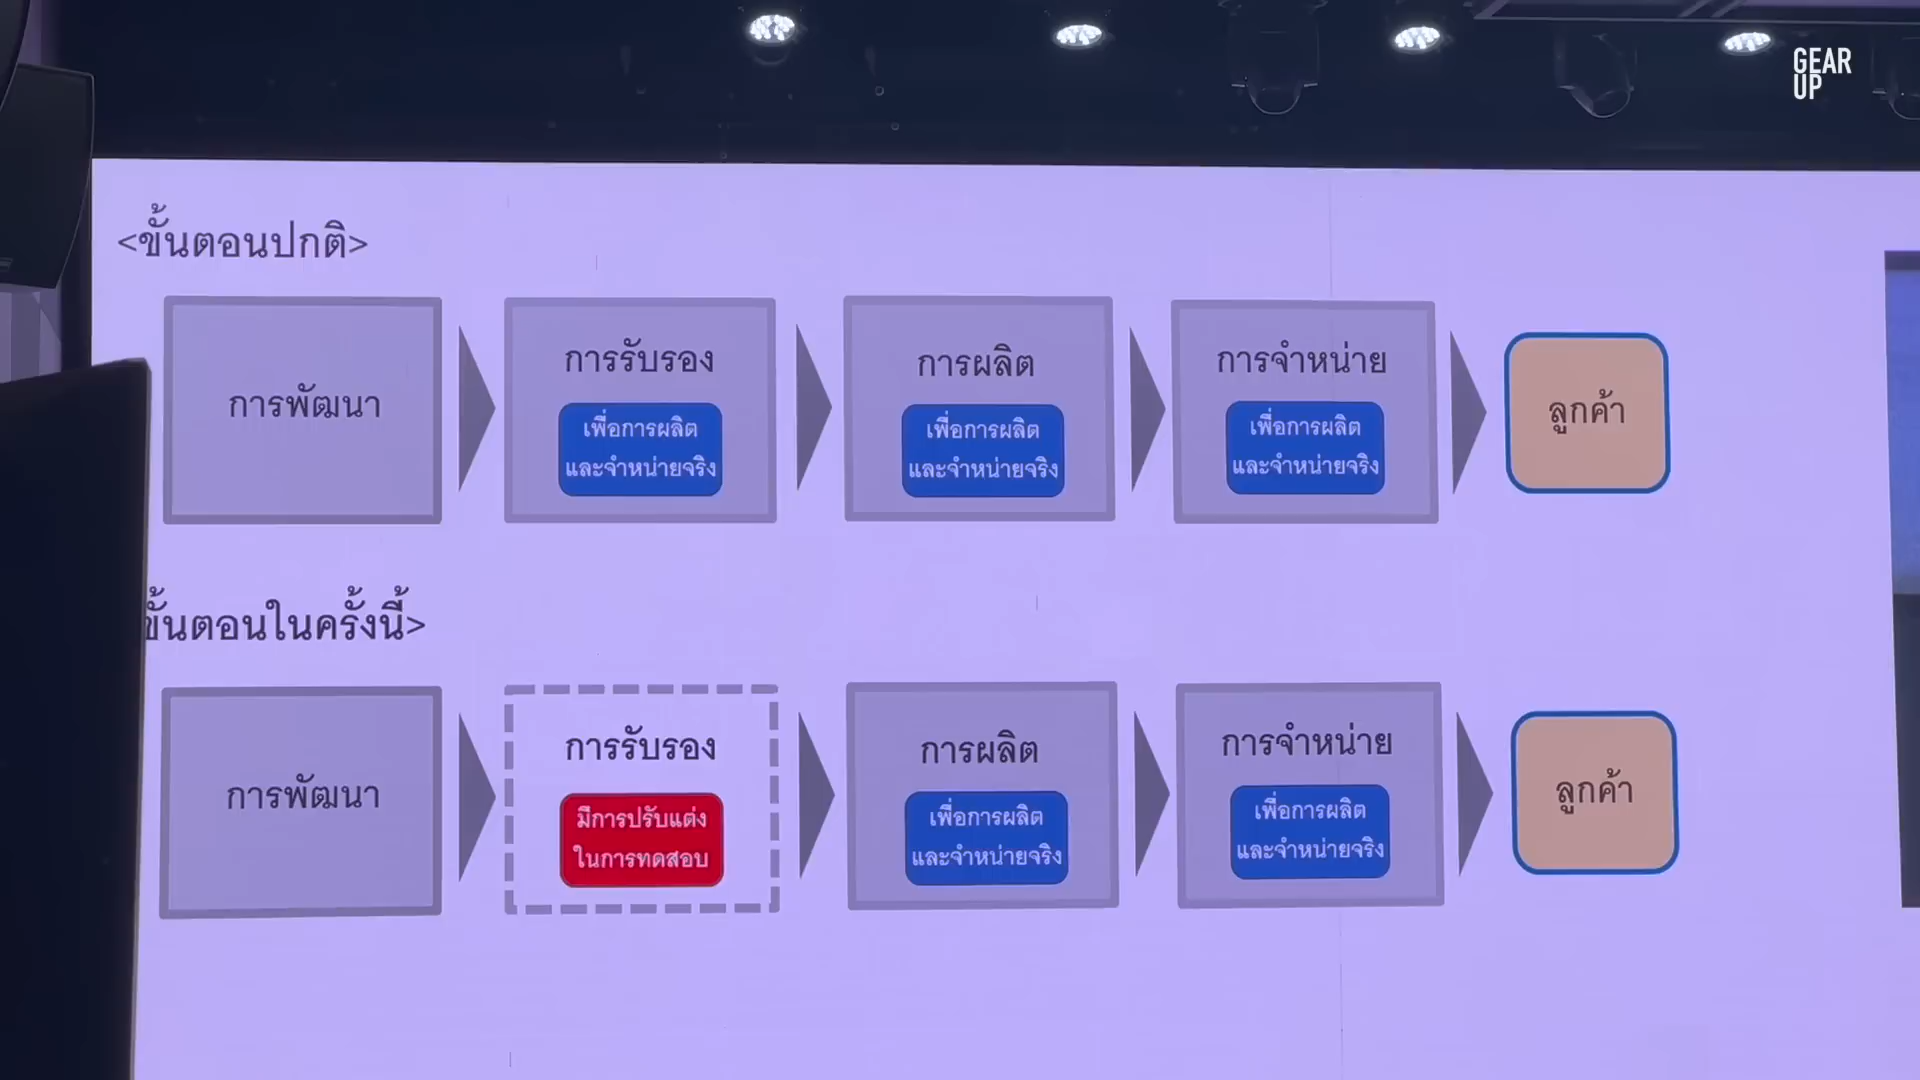 GEAR
UP
<ขั้นตอนปกติ>
การพัฒนา
การรับรอง
เพื่อการผลิต
และจำหน่ายจริง
การผลิต
เพื่อการผลิต
และจำหน่ายจริง
การจำหน่าย
เพื่อการผลิต
และจำหน่ายจริง
ลูกค้า
ขั้นตอนในครั้งนี้>
การพัฒนา
การรับรอง
มีการปรับแต่ง
ในการทดสอบ
การผลิต
เพื่อการผลิต
และจำหน่ายจริง
การจำหน่าย
เพื่อการผลิต
และจำหน่ายจริง
ลูกค้า